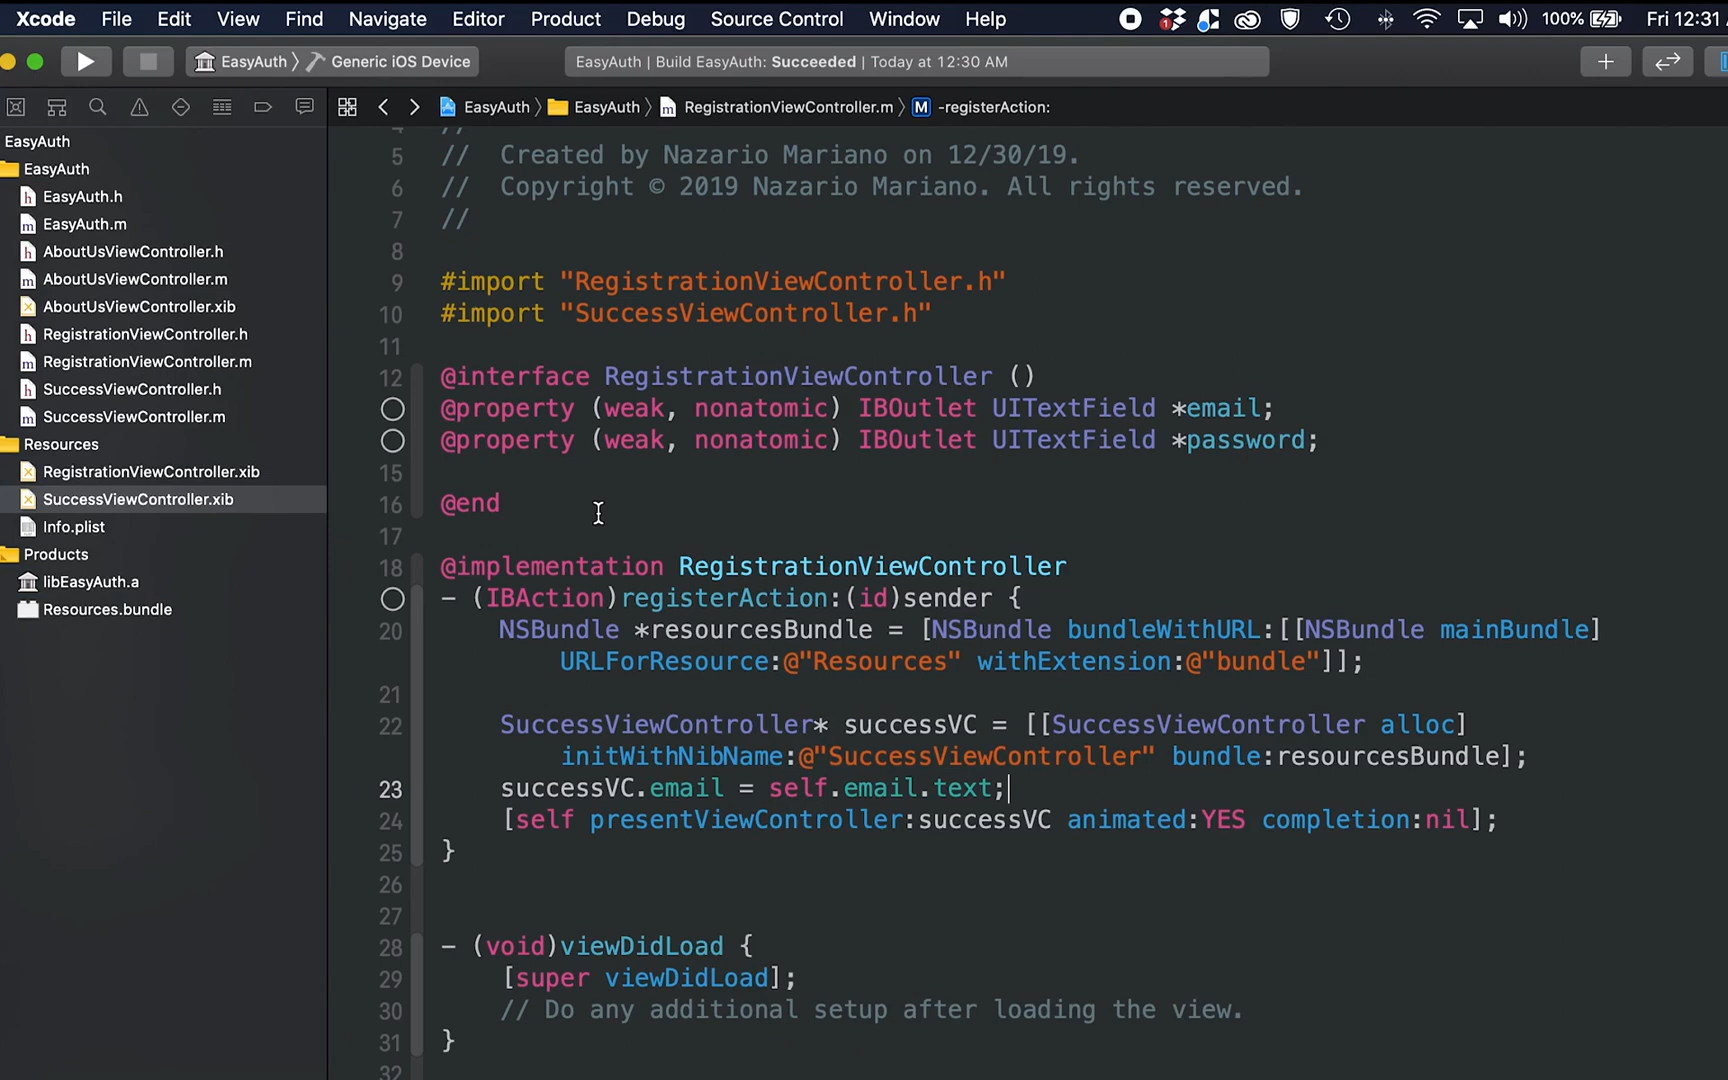 Xcode File Edit View Find Navigate Editor Product Debug Source Control Window Help 1 100% Fri 12:31
EasyAuth 〉 Generic iOS Device EasyAuth | Build EasyAuth: Succeeded | Today at 12:30 AM
EasyAuth 〉 EasyAuth 〉 m RegistrationViewController.m 〉 M -registerAction:
EasyAuth
EasyAuth
h EasyAuth.h
m EasyAuth.m
h AboutUsViewController.h
m AboutUsViewController.m
AboutUsViewController.xib
h RegistrationViewController.h
m RegistrationViewController.m
h SuccessViewController.h
m SuccessViewController.m
Resources
RegistrationViewController.xib
SuccessViewController.xib
Info.plist
Products
libEasyAuth.a
Resources.bundle
4 //
5 // Created by Nazario Mariano on 12/30/19.
6 // Copyright © 2019 Nazario Mariano. All rights reserved.
7 //
8
9 #import "RegistrationViewController.h"
10 #import "SuccessViewController.h"
11
12 @interface RegistrationViewController ()
@property (weak, nonatomic) IBOutlet UITextField *email;
@property (weak, nonatomic) IBOutlet UITextField *password;
15
16 @end
17
18 @implementation RegistrationViewController
- (IBAction)registerAction:(id)sender {
20 NSBundle *resourcesBundle = [NSBundle bundleWithURL:[[NSBundle mainBundle]
URLForResource:@"Resources" withExtension:@"bundle"]];
21
22 SuccessViewController* successVC = [[SuccessViewController alloc]
initWithNibName:@"SuccessViewController" bundle:resourcesBundle];
23 successVC.email = self.email.text;
24 [self presentViewController:successVC animated:YES completion:nil];
25 }
26
27
28 - (void)viewDidLoad {
29 [super viewDidLoad];
30 // Do any additional setup after loading the view.
31 }
32